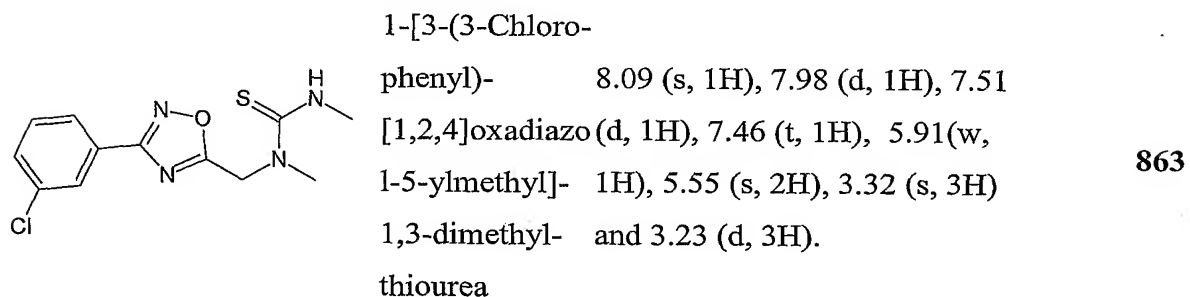 1-[3-(3-Chloro-
phenyl)- 8.09 (s, 1H), 7.98 (d, 1H), 7.51
[1,2,4]oxadiazo (d, 1H), 7.46 (t, 1H), 5.91(w,
l-5-ylmethyl]- 1H), 5.55 (s, 2H), 3.32 (s, 3H)
1,3-dimethyl- and 3.23 (d, 3H).
thiourea
863
H
S N
N O
N
N
Cl